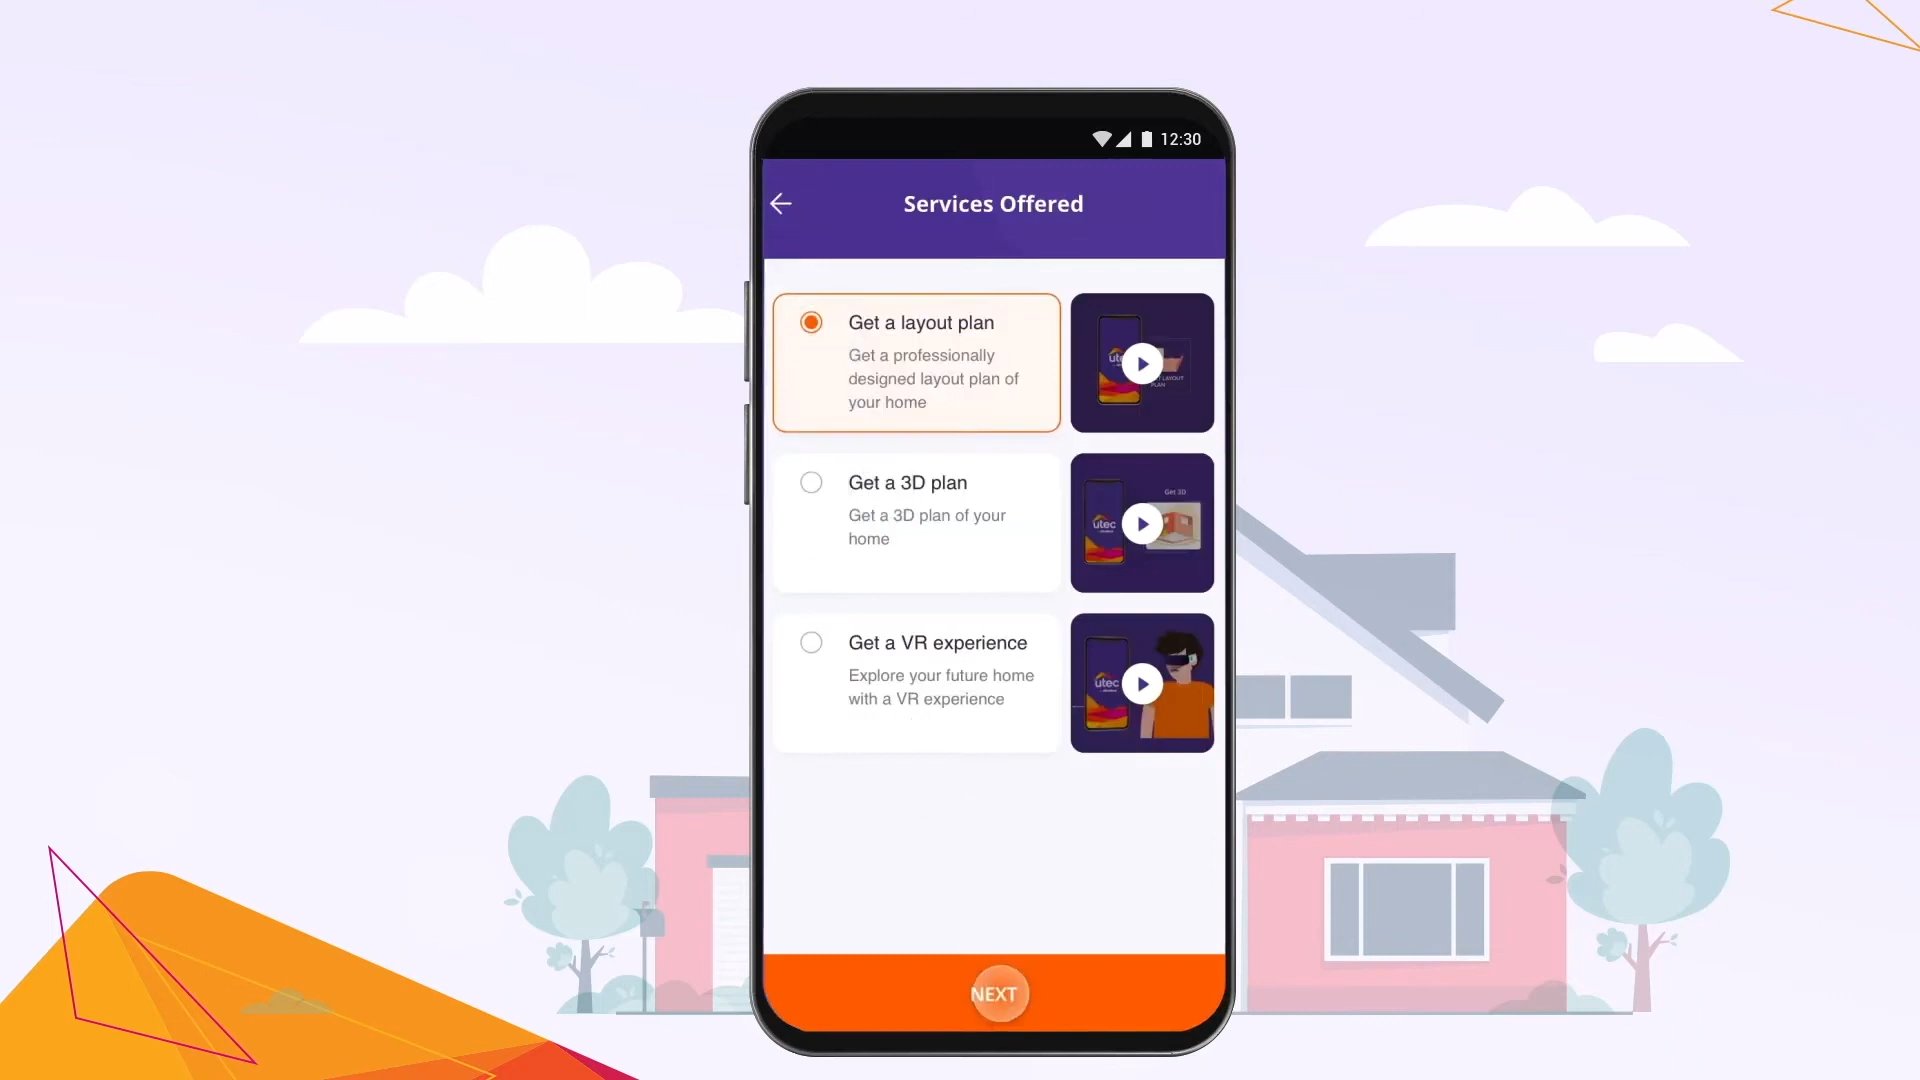 12:30
Services Offered
Get a layout plan
Get a professionally
designed layout plan of
your home
LAYOUT
PLAN
Get a 3D plan
Get a 3D plan of your
home
Get 3D
utec
Get a VR experience
Explore your future home
with a VR experience
utec
NEXT